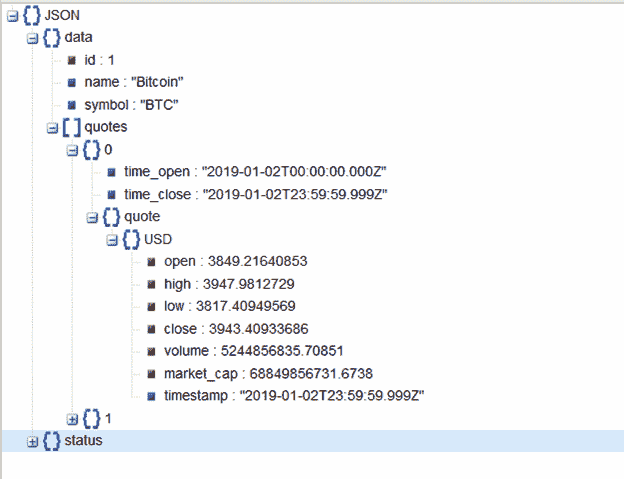 JSON
data
id : 1
name : "Bitcoin"
symbol : "BTC"
quotes
0
time_open : "2019-01-02T00:00:00.000Z"
time_close : "2019-01-02T23:59:59.999Z"
quote
USD
open : 3849.21640853
high : 3947.9812729
low : 3817.40949569
close : 3943.40933686
volume : 5244856835.70851
market_cap : 68849856731.6738
timestamp : "2019-01-02T23:59:59.999Z"
1
status